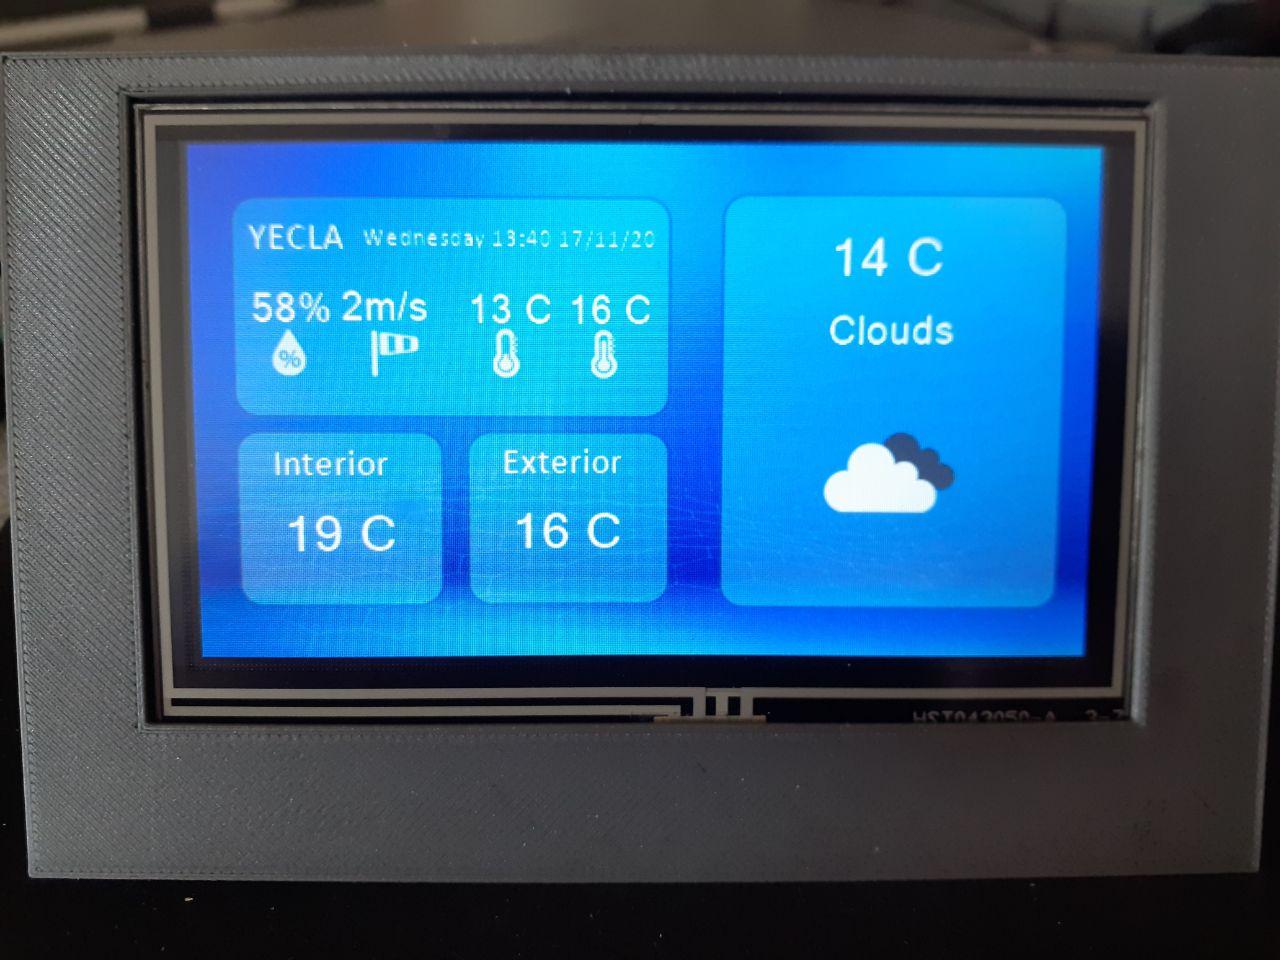 YECLA Wednesday 13:40 17/11/20
58% 2m/s 13 C 16 C
%
Interior
19 C
Exterior
16 C
14 C
Clouds